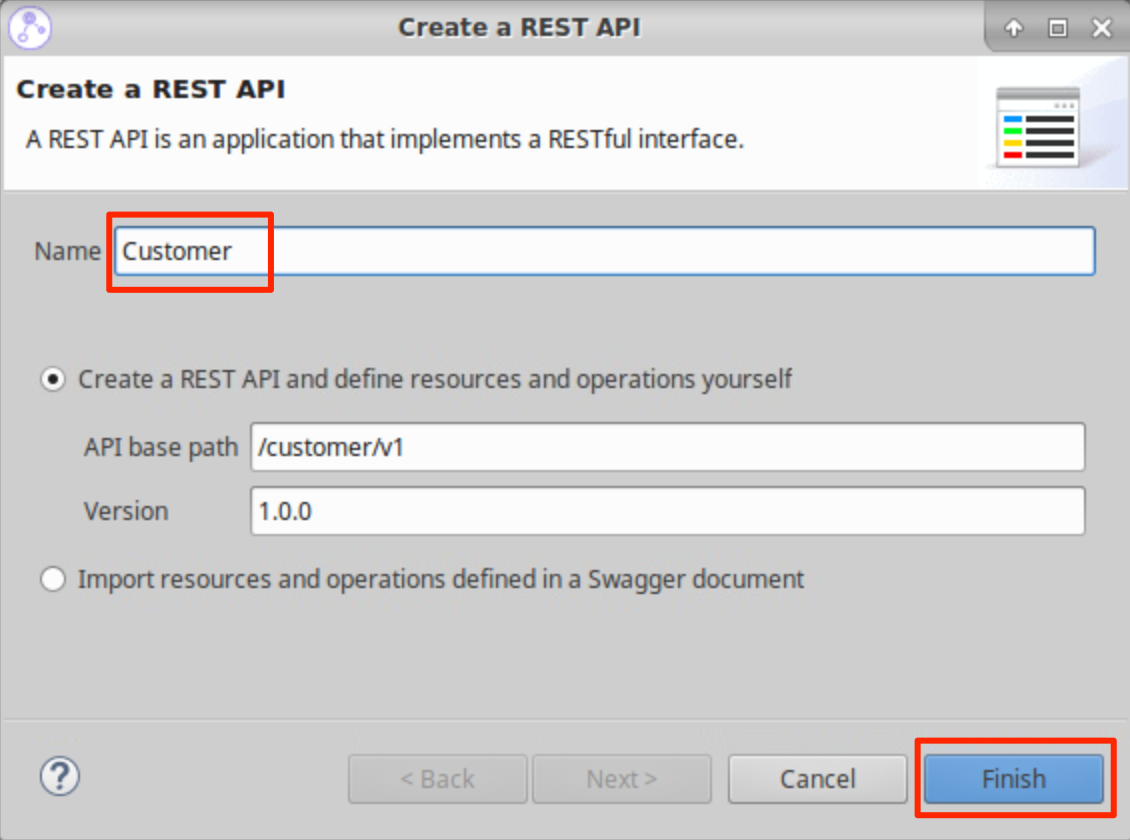 Create a REST API
Create a REST API
A REST API is an application that implements a RESTful interface.
Name Customer
Create a REST API and define resources and operations yourself
API base path /customer/v1
Version 1.0.0
Import resources and operations defined in a Swagger document
? < Back Next > Cancel Finish